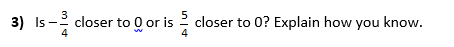 3) Is -3/4 closer to 0 or is 5/4 closer to 0? Explain how you know.